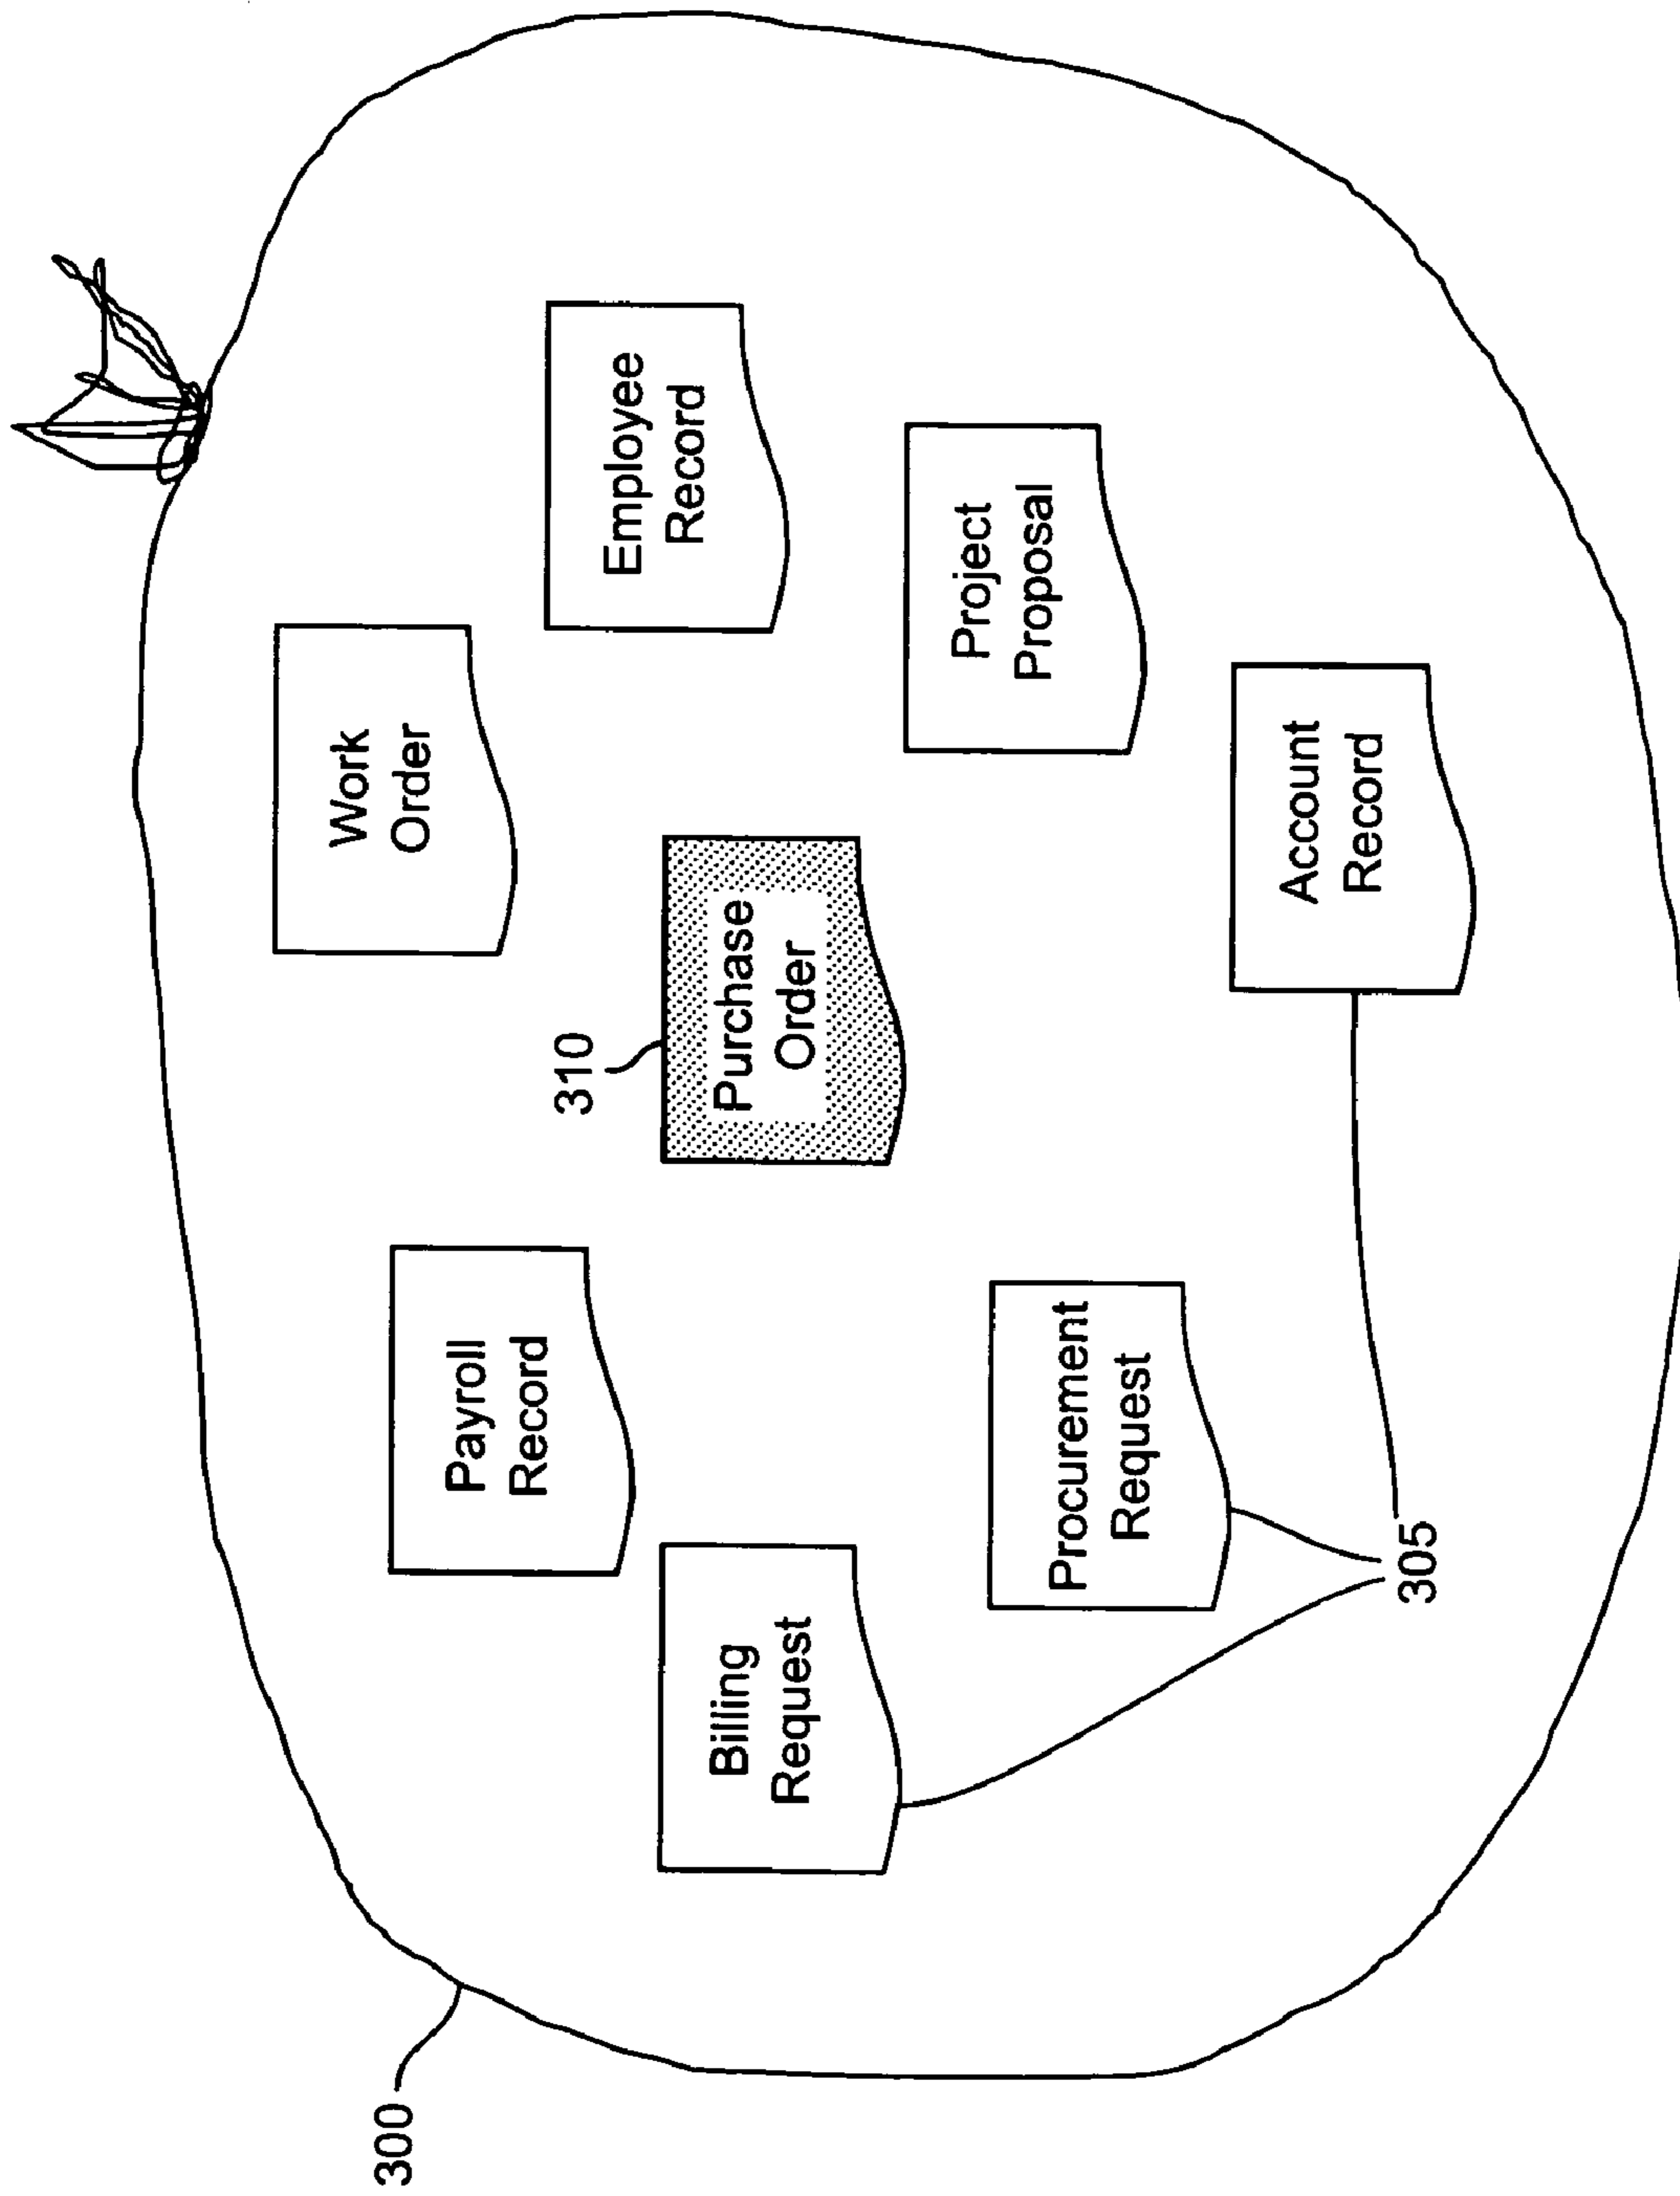 300
Payroll
Record
Work
Order
Employee
Record
310
Purchase
Order
Billing
Request
Procurement
Request
Project
Proposal
Account
Record
305